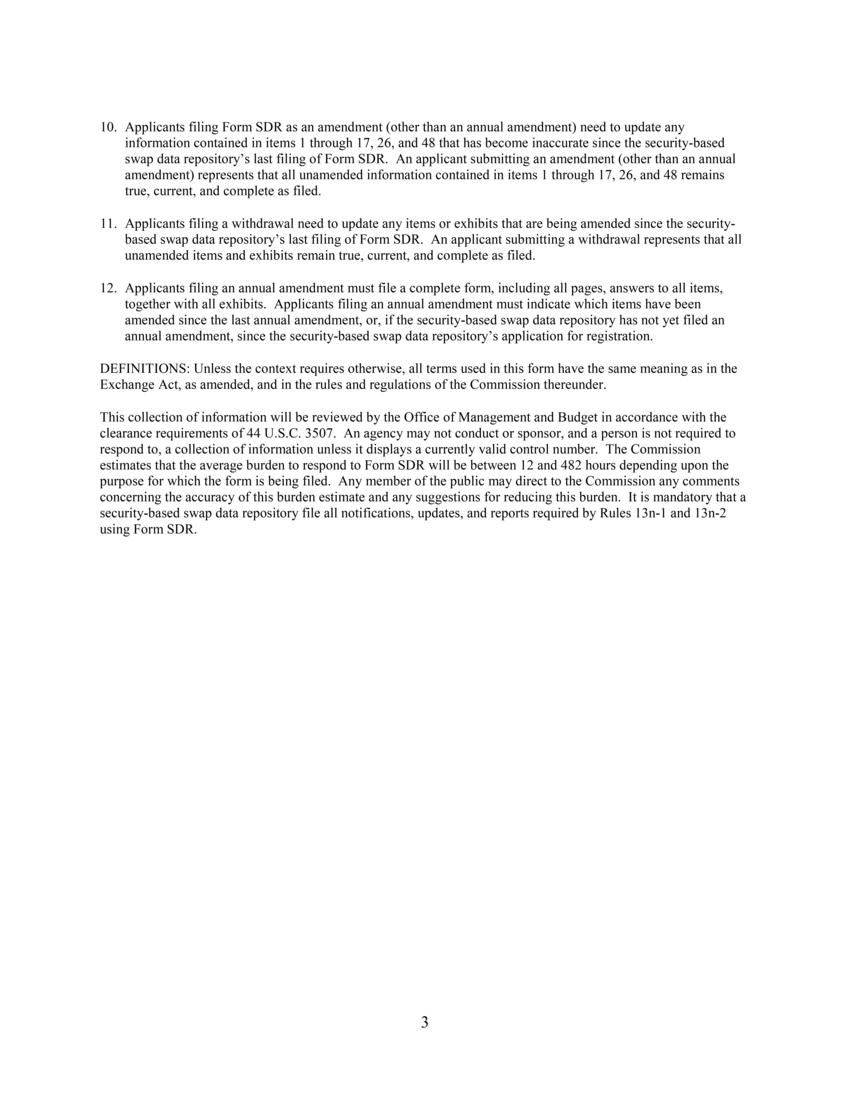 10. Applicants filing Form SDR as an amendment (other than an annual amendment) need to update any
information contained in items 1 through 17, 26, and 48 that has become inaccurate since the security-based
swap data repository’s last filing of Form SDR.  An applicant submitting an amendment (other than an annual
amendment) represents that all unamended information contained in items 1 through 17, 26, and 48 remains
true, current, and complete as filed.
11. Applicants filing a withdrawal need to update any items or exhibits that are being amended since the security-
based swap data repository’s last filing of Form SDR.  An applicant submitting a withdrawal represents that all
unamended items and exhibits remain true, current, and complete as filed.
12. Applicants filing an annual amendment must file a complete form, including all pages, answers to all items,
together with all exhibits.  Applicants filing an annual amendment must indicate which items have been
amended since the last annual amendment, or, if the security-based swap data repository has not yet filed an
annual amendment, since the security-based swap data repository’s application for registration.
DEFINITIONS: Unless the context requires otherwise, all terms used in this form have the same meaning as in the
Exchange Act, as amended, and in the rules and regulations of the Commission thereunder.
This collection of information will be reviewed by the Office of Management and Budget in accordance with the
clearance requirements of 44 U.S.C. 3507.  An agency may not conduct or sponsor, and a person is not required to
respond to, a collection of information unless it displays a currently valid control number.  The Commission
estimates that the average burden to respond to Form SDR will be between 12 and 482 hours depending upon the
purpose for which the form is being filed.  Any member of the public may direct to the Commission any comments
concerning the accuracy of this burden estimate and any suggestions for reducing this burden.  It is mandatory that a
security-based swap data repository file all notifications, updates, and reports required by Rules 13n-1 and 13n-2
using Form SDR.
3